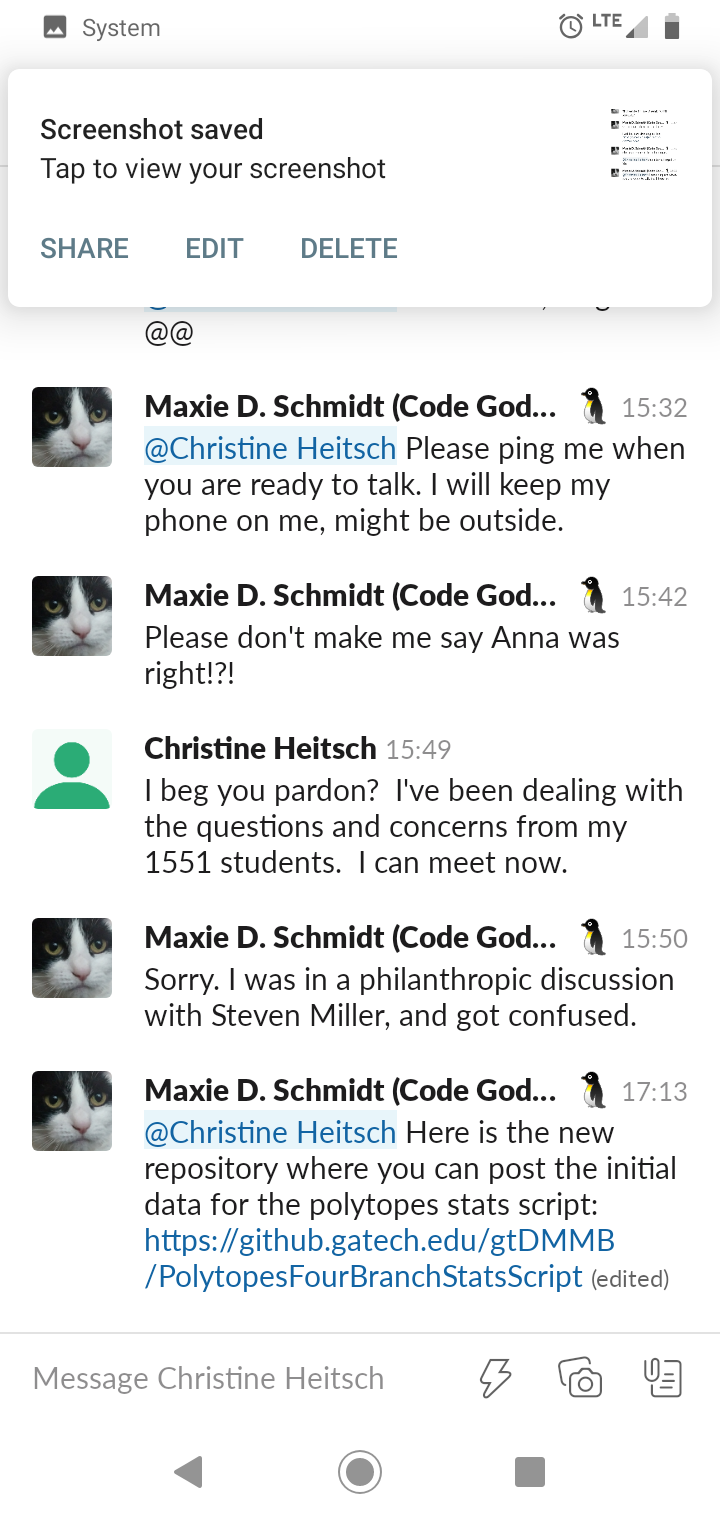 System LTE
Screenshot saved
Tap to view your screenshot
SHARE EDIT DELETE
@@
Maxie D. Schmidt (Code God... 15:32
@Christine Heitsch Please ping me when
you are ready to talk. I will keep my
phone on me, might be outside.
Maxie D. Schmidt (Code God... 15:42
Please don't make me say Anna was
right!?!
Christine Heitsch 15:49
I beg you pardon?  I've been dealing with
the questions and concerns from my
1551 students.  I can meet now.
Maxie D. Schmidt (Code God... 15:50
Sorry. I was in a philanthropic discussion
with Steven Miller, and got confused.
Maxie D. Schmidt (Code God... 17:13
@Christine Heitsch Here is the new
repository where you can post the initial
data for the polytopes stats script:
https://github.gatech.edu/gtDMMB
/PolytopesFourBranchStatsScript (edited)
Message Christine Heitsch